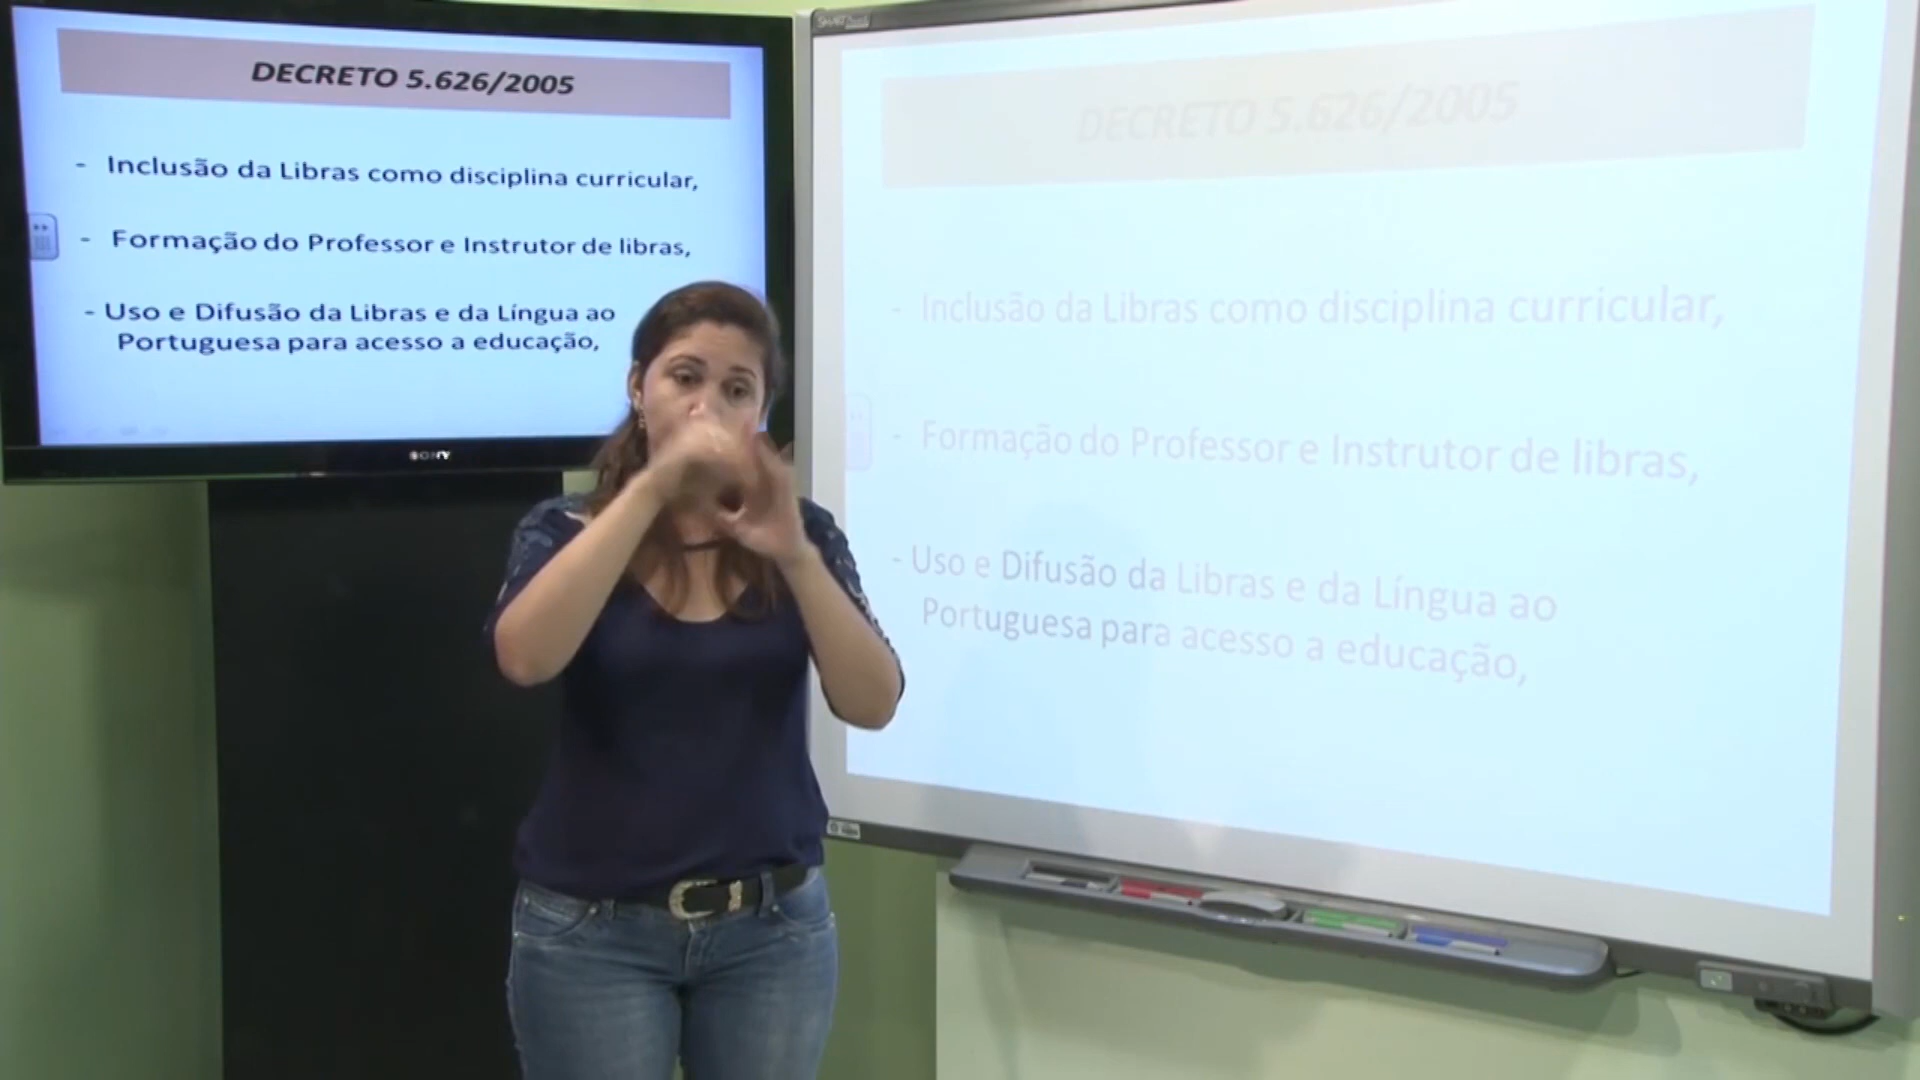 DECRETO 5.626/2005
- Inclusão da Libras como disciplina curricular,
- Formação do Professor e Instrutor de libras,
- Uso e Difusão da Libras e da Língua ao
Portuguesa para acesso a educação,
SONY
SMART
DECRETO 5.626/2005
- Inclusão da Libras como disciplina curricular,
- Formação do Professor e Instrutor de libras,
- Uso e Difusão da Libras e da Língua ao
Portuguesa para acesso a educação,